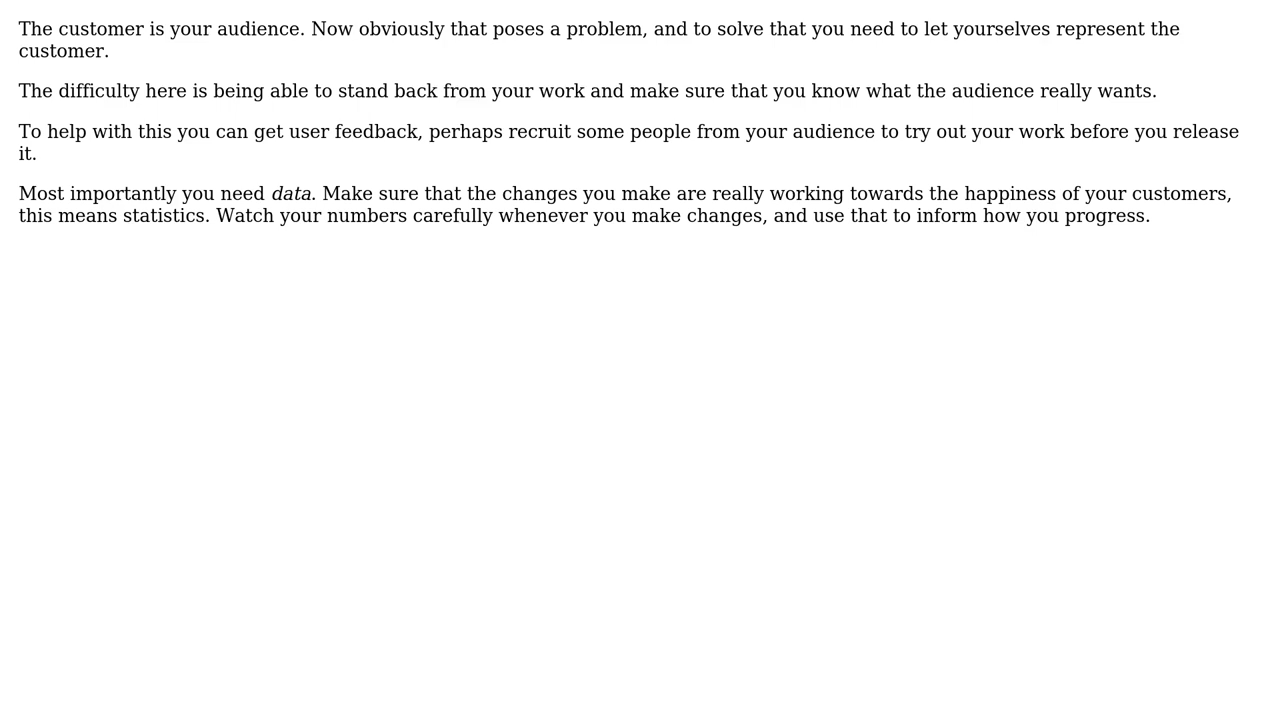 The customer is your audience. Now obviously that poses a problem, and to solve that you need to let yourselves represent the
customer.
The difficulty here is being able to stand back from your work and make sure that you know what the audience really wants.
To help with this you can get user feedback, perhaps recruit some people from your audience to try out your work before you release
it.
Most importantly you need data. Make sure that the changes you make are really working towards the happiness of your customers,
this means statistics. Watch your numbers carefully whenever you make changes, and use that to inform how you progress.